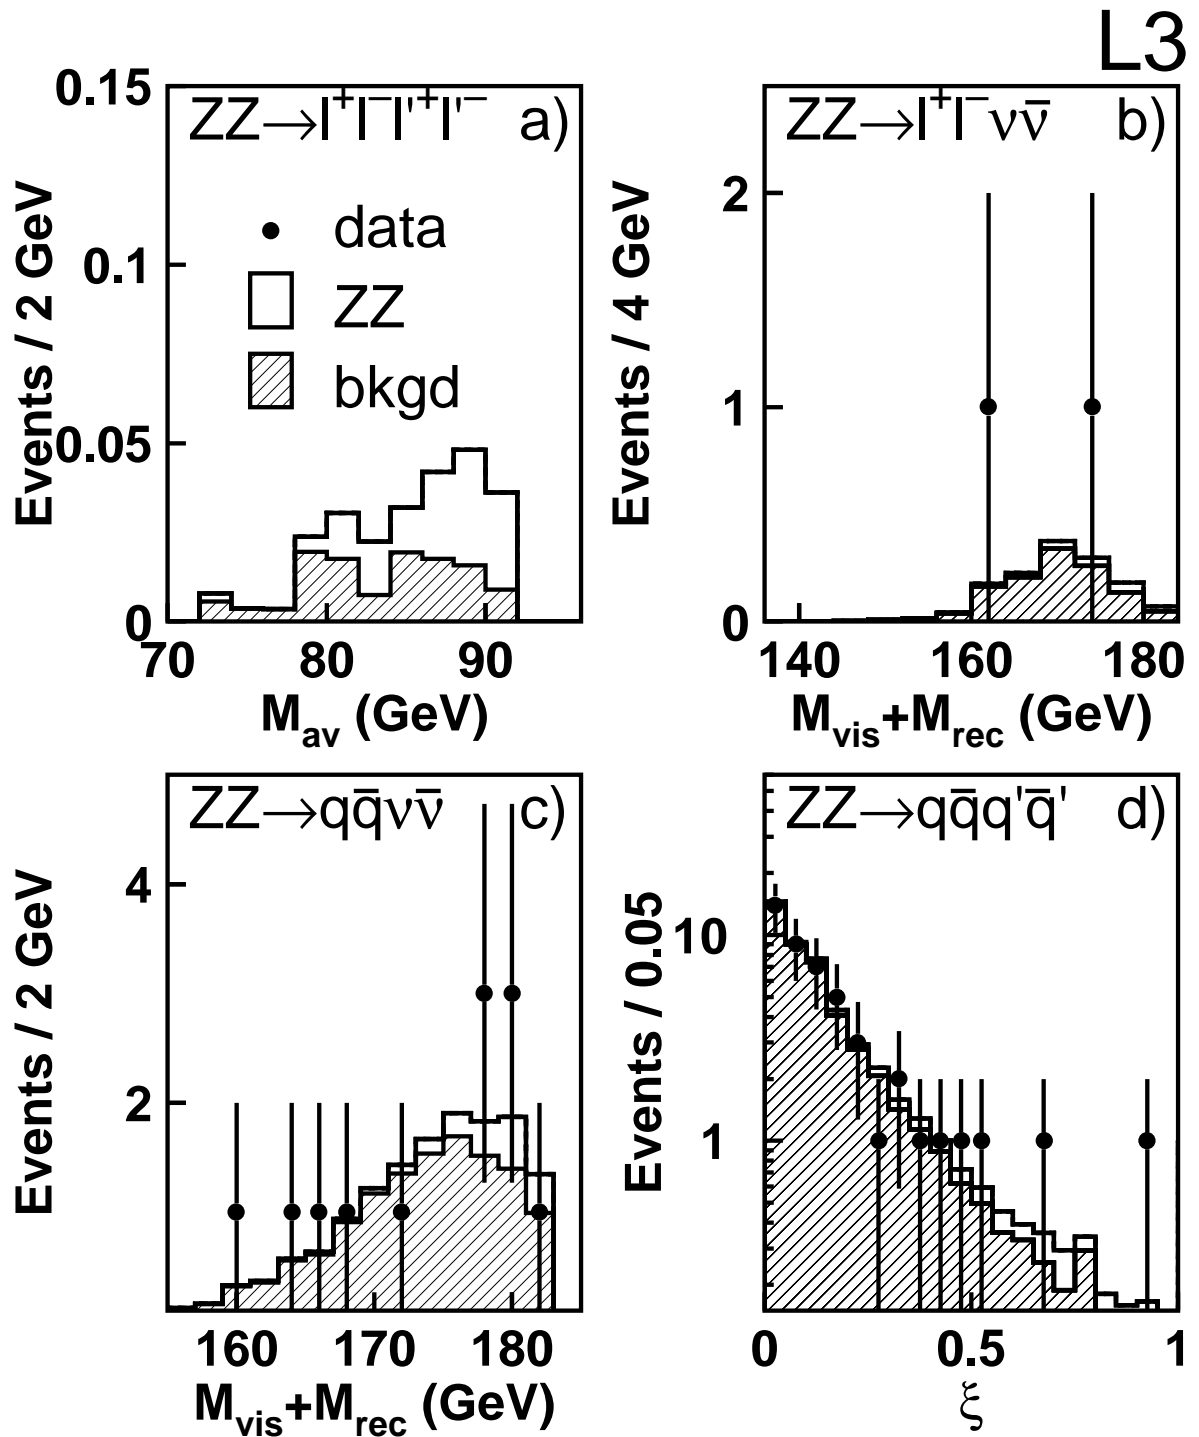 L3
ZZ→l⁺l⁻l'⁺l'⁻ a)
data
ZZ
bkgd
0.15
0.1
0.05
0
Events / 2 GeV
70 80 90
M_av (GeV)
ZZ→l⁺l⁻νν̄ b)
2
1
0
Events / 4 GeV
140 160 180
M_vis+M_rec (GeV)
ZZ→qq̄νν̄ c)
4
2
Events / 2 GeV
160 170 180
M_vis+M_rec (GeV)
ZZ→qq̄q'q̄' d)
10
1
Events / 0.05
0 0.5 1
ξ